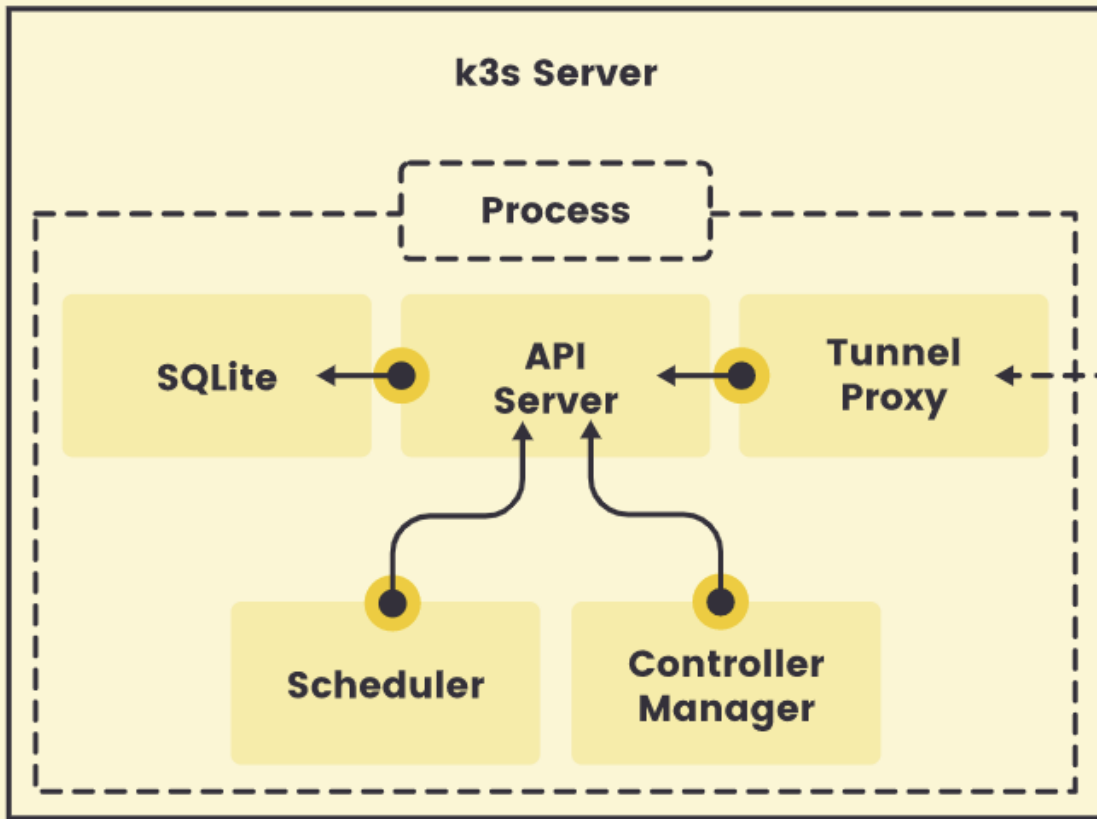 k3s Server
Process
SQLite
API
Server
Tunnel
Proxy
Scheduler
Controller
Manager